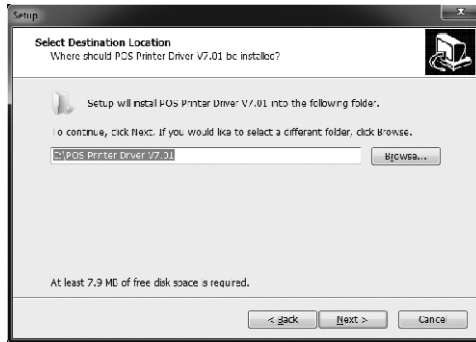 Setup
Select Destination Location
Where should POS Printer Driver V7.01 be installed?
Setup will install POS Printer Driver V7.01 into the following folder.
To continue, click Next. If you would like to select a different folder, click Browse.
:\POS Printer Driver V7.01
Browse...
At least 7.9 MB of free disk space is required.
< Back
Next >
Cancel